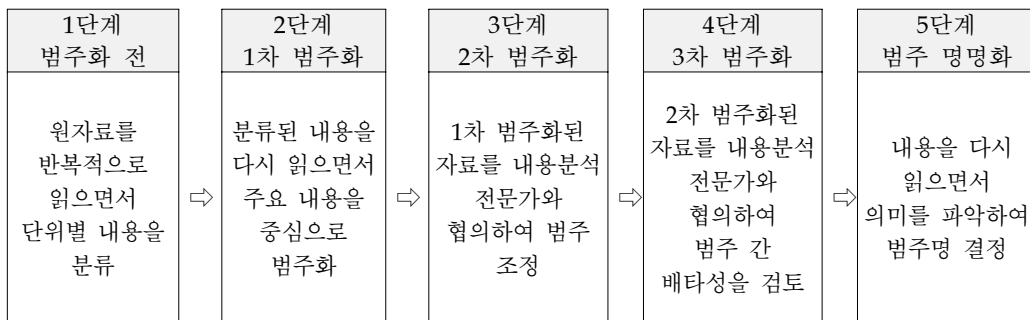 1단계
범주화 전
원자료를
반복적으로
읽으면서
단위별 내용을
분류
⇨
2단계
1차 범주화
분류된 내용을
다시 읽으면서
주요 내용을
중심으로
범주화
⇨
3단계
2차 범주화
1차 범주화된
자료를 내용분석
전문가와
협의하여 범주
조정
⇨
4단계
3차 범주화
2차 범주화된
자료를 내용분석
전문가와
협의하여
범주 간
배타성을 검토
⇨
5단계
범주 명명화
내용을 다시
읽으면서
의미를 파악하여
범주명 결정